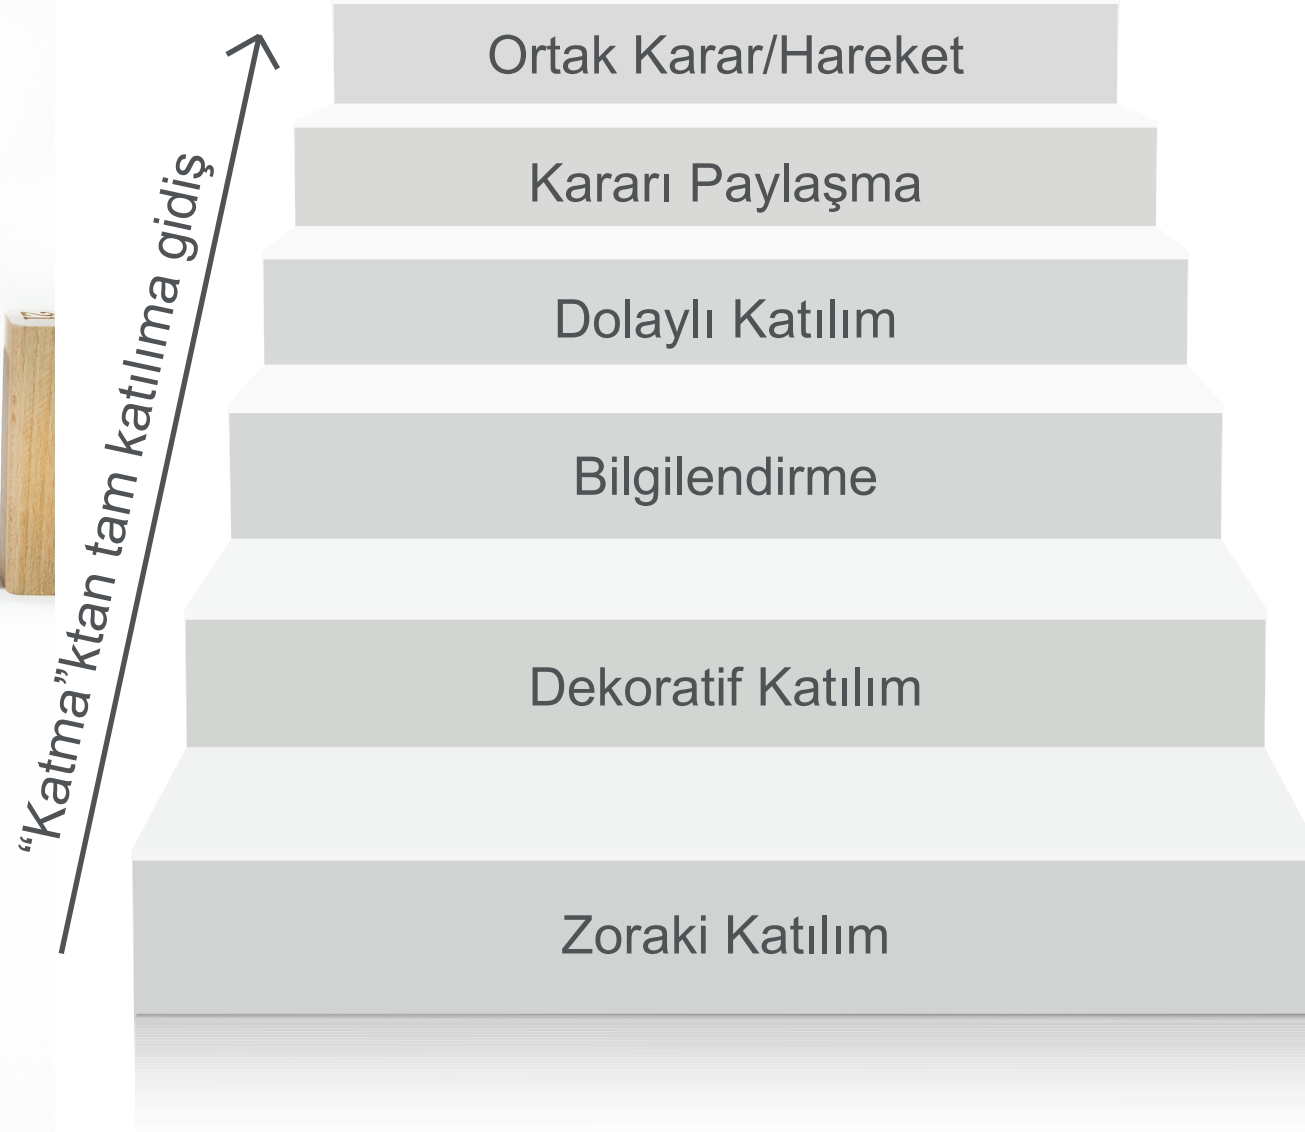 Ortak Karar/Hareket
Kararı Paylaşma
Dolaylı Katılım
Bilgilendirme
Dekoratif Katılım
Zoraki Katılım
“Katma”ktan tam katılıma gidiş